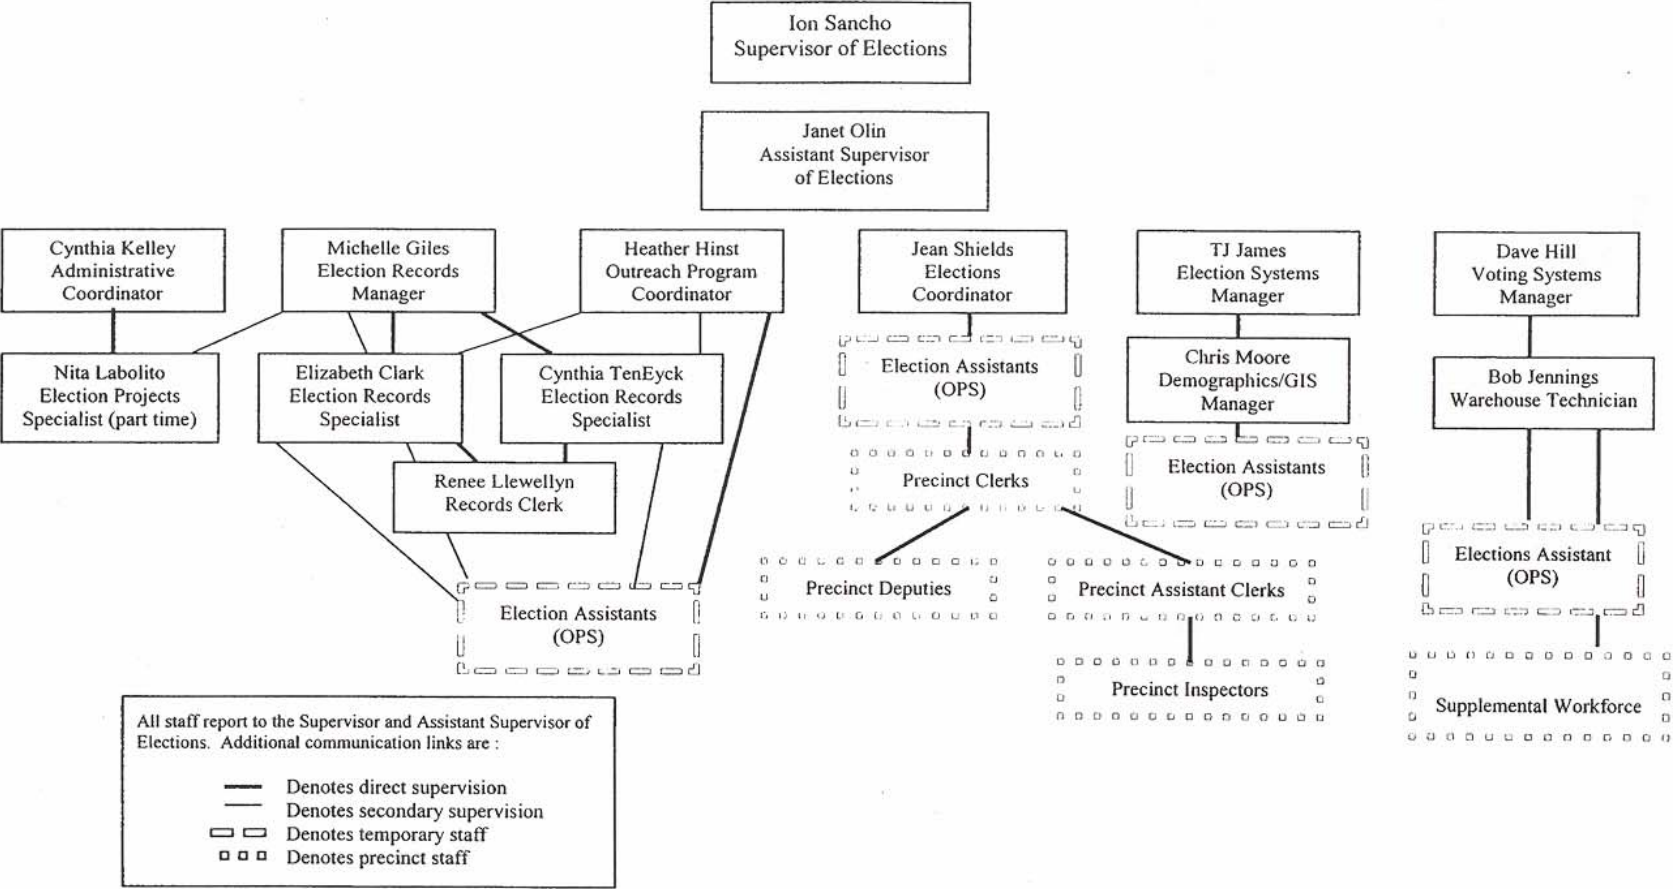 Ion Sancho
Supervisor of Elections
Janet Olin
Assistant Supervisor
of Elections
Cynthia Kelley
Administrative
Coordinator
Michelle Giles
Election Records
Manager
Heather Hinst
Outreach Program
Coordinator
Jean Shields
Elections
Coordinator
TJ James
Election Systems
Manager
Dave Hill
Voting Systems
Manager
Nita Labolito
Election Projects
Specialist (part time)
Elizabeth Clark
Election Records
Specialist
Cynthia TenEyck
Election Records
Specialist
Election Assistants
(OPS)
Chris Moore
Demographics/GIS
Manager
Bob Jennings
Warehouse Technician
Renee Llewellyn
Records Clerk
Precinct Clerks
Election Assistants
(OPS)
Elections Assistant
(OPS)
Precinct Deputies
Precinct Assistant Clerks
Election Assistants
(OPS)
Precinct Inspectors
Supplemental Workforce
All staff report to the Supervisor and Assistant Supervisor of
Elections. Additional communication links are :
Denotes direct supervision
Denotes secondary supervision
Denotes temporary staff
Denotes precinct staff